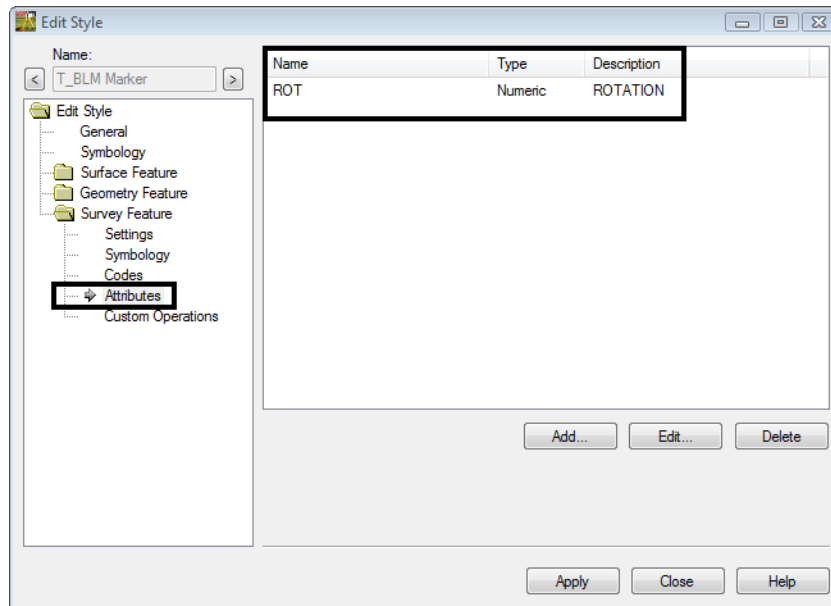 Edit Style
Name:
< T_BLM Marker >
Edit Style
General
Symbology
Surface Feature
Geometry Feature
Survey Feature
Settings
Symbology
Codes
Attributes
Custom Operations
Name Type Description
ROT Numeric ROTATION
Add... Edit... Delete
Apply Close Help